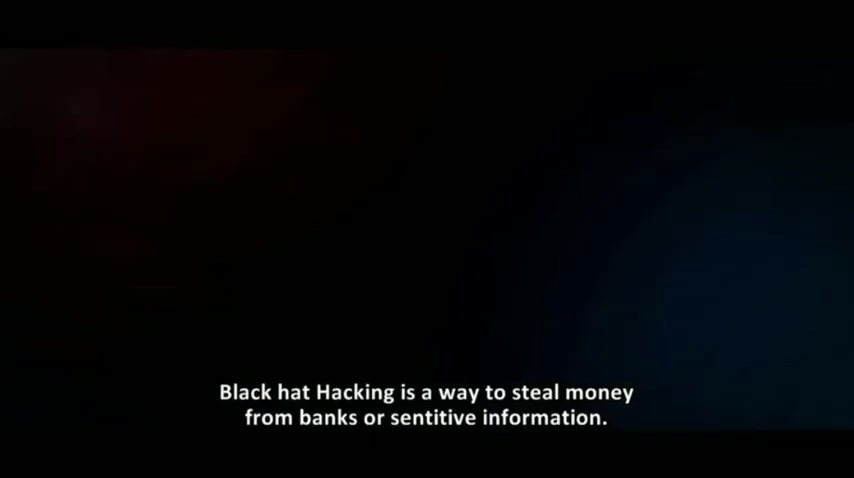 Black hat Hacking is a way to steal money
from banks or sentitive information.